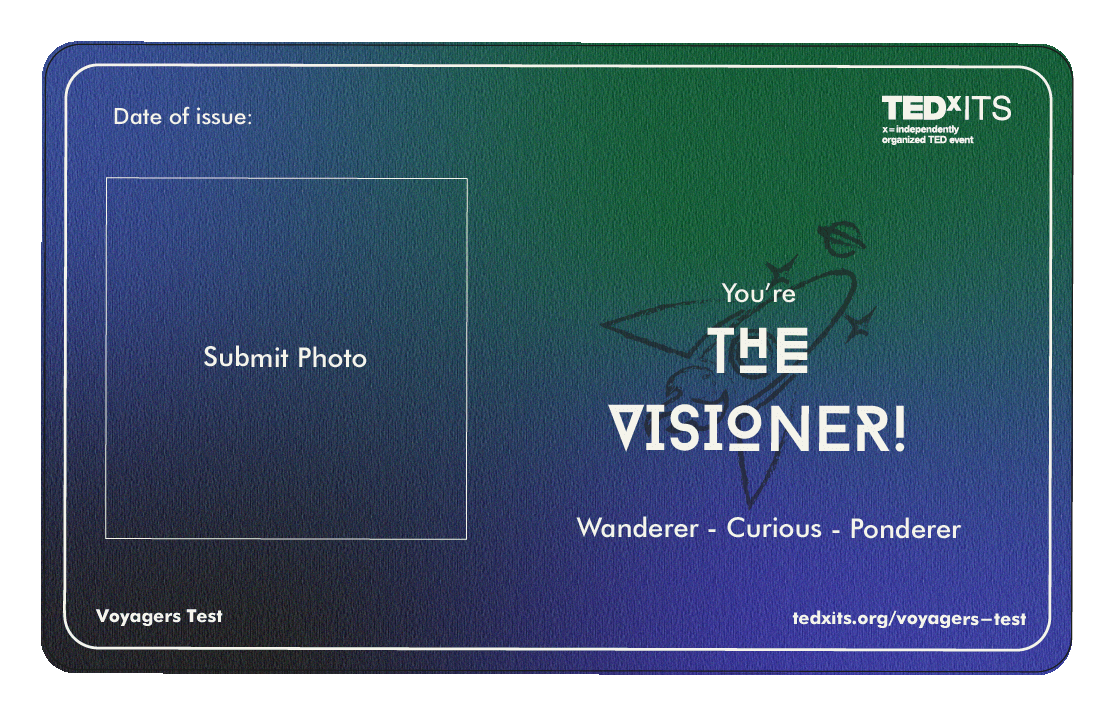 Date of issue:
TEDxITS
x = independently
organized TED event
Submit Photo
You're
THE
VISIONER!
Wanderer - Curious - Ponderer
Voyagers Test
tedxits.org/voyagers-test